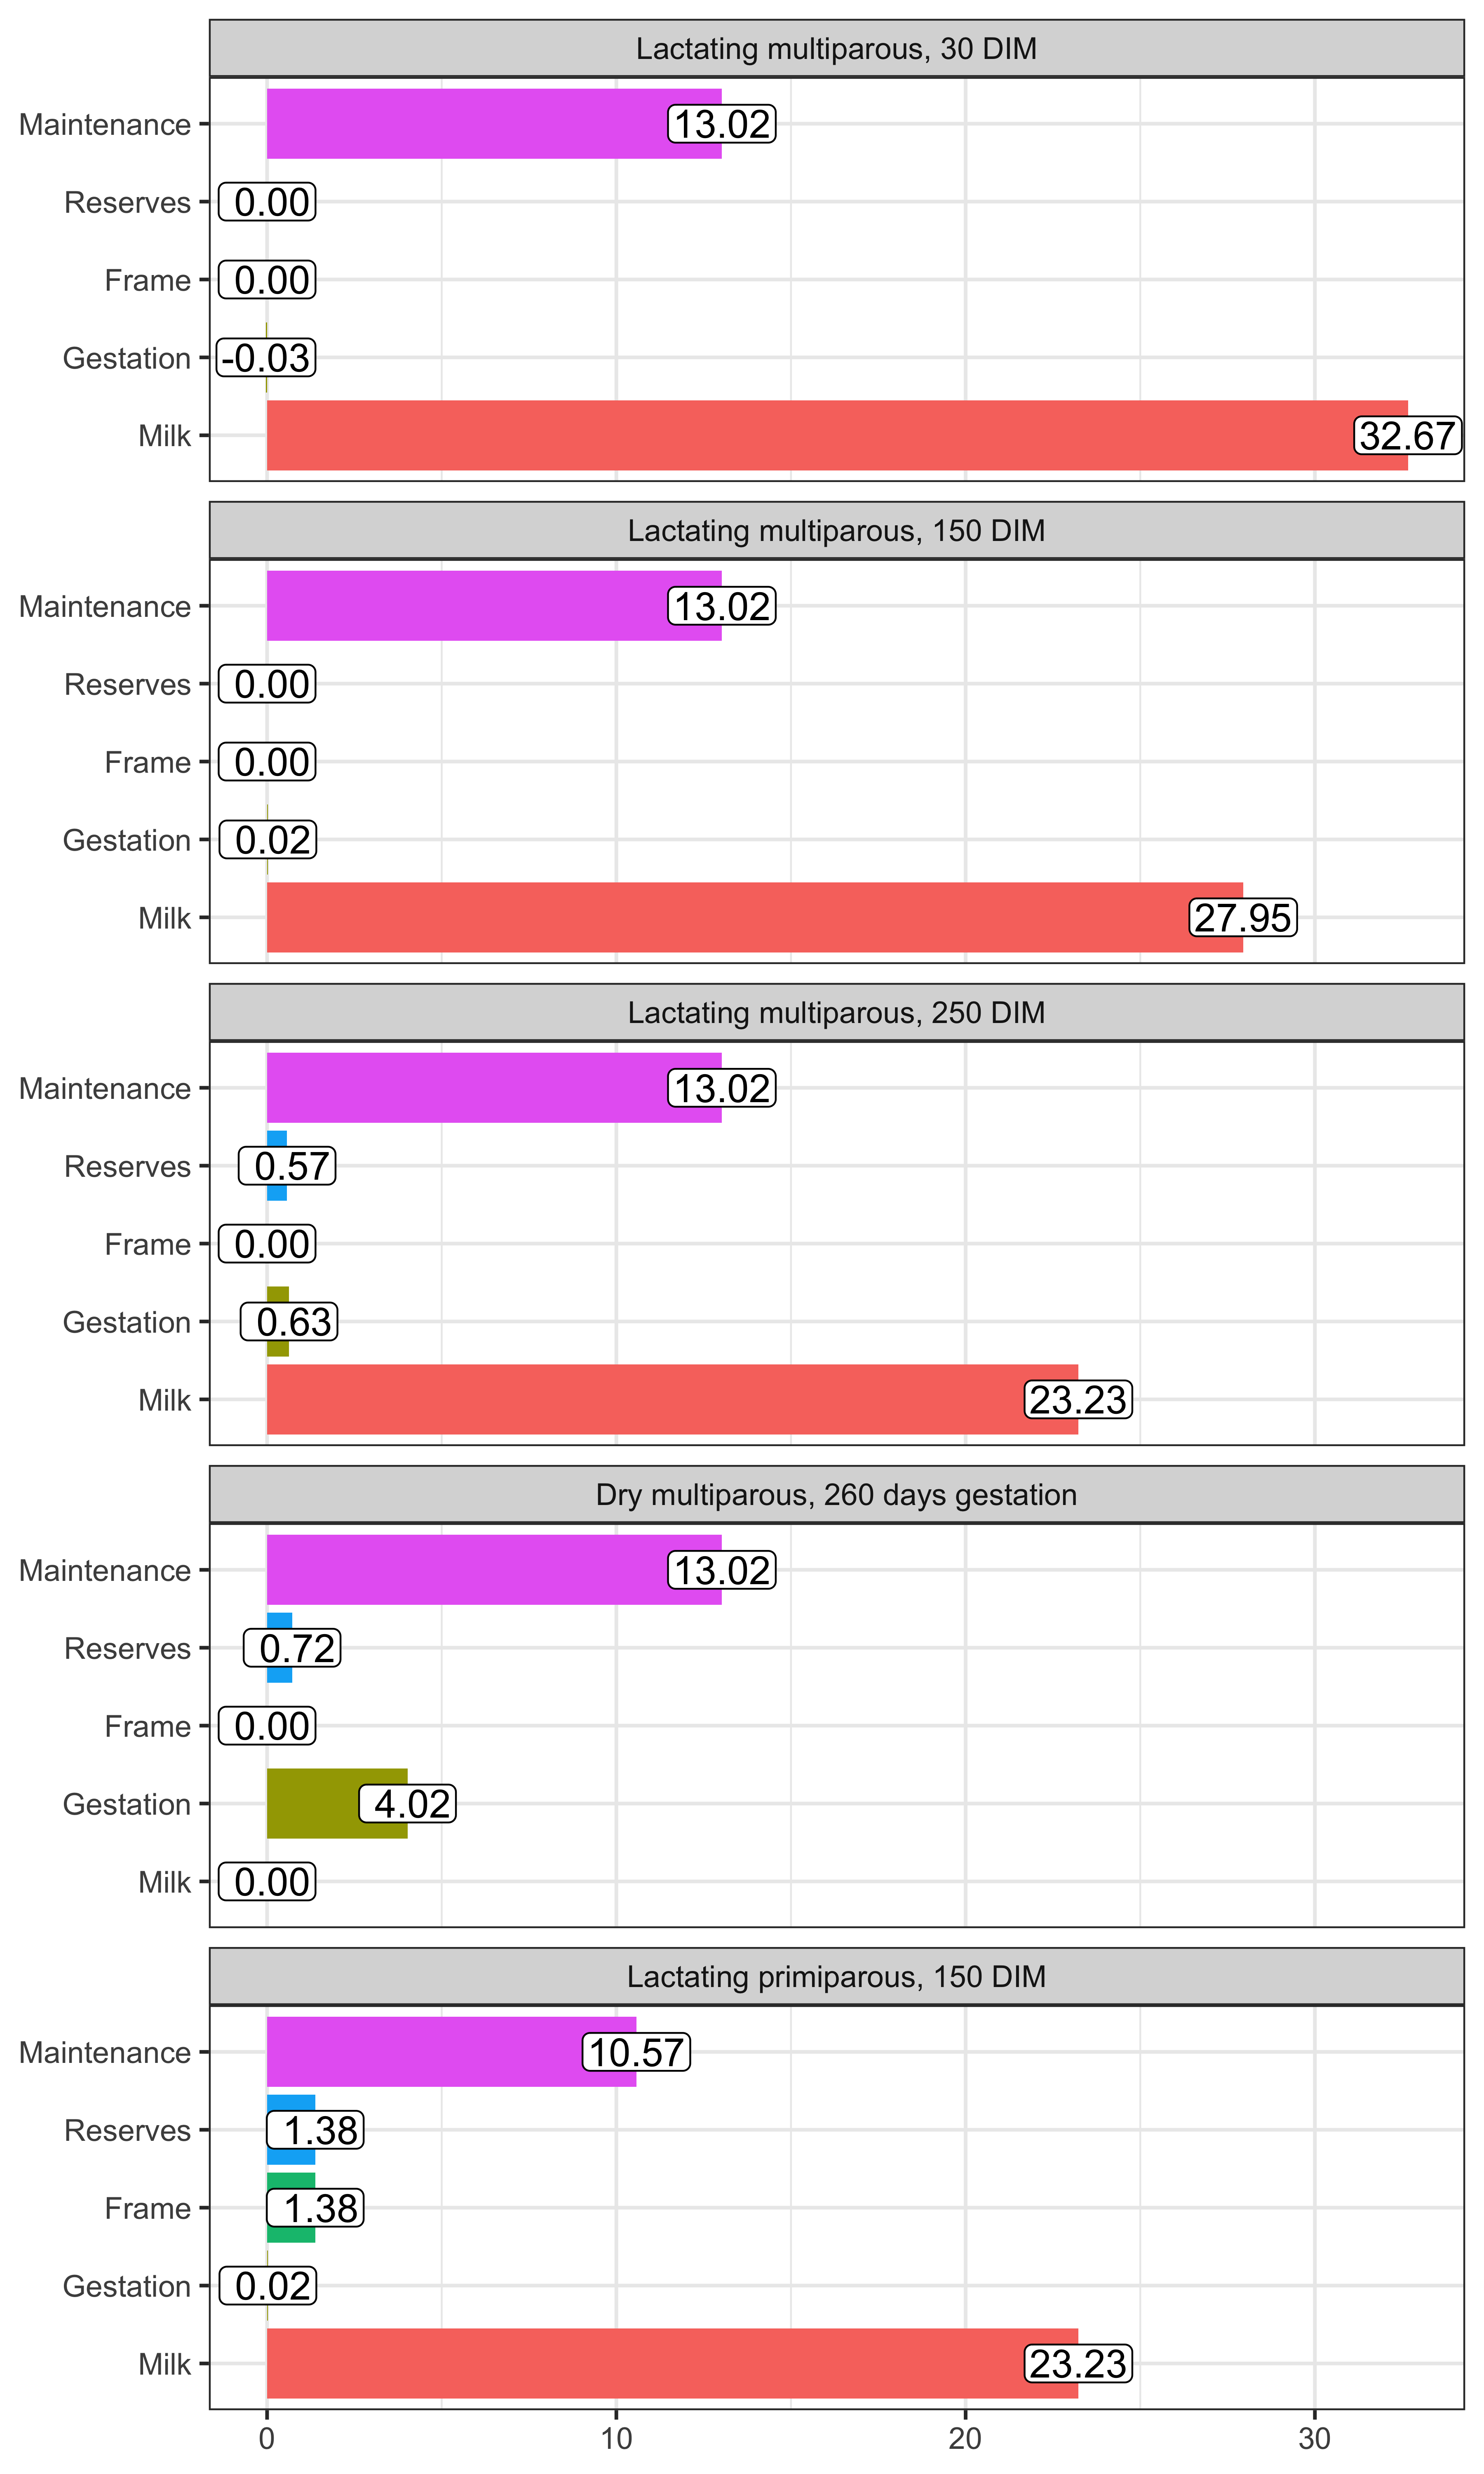 Lactating multiparous, 30 DIM
Maintenance 13.02
Reserves 0.00
Frame 0.00
Gestation -0.03
Milk 32.67
Lactating multiparous, 150 DIM
Maintenance 13.02
Reserves 0.00
Frame 0.00
Gestation 0.02
Milk 27.95
Lactating multiparous, 250 DIM
Maintenance 13.02
Reserves 0.57
Frame 0.00
Gestation 0.63
Milk 23.23
Dry multiparous, 260 days gestation
Maintenance 13.02
Reserves 0.72
Frame 0.00
Gestation 4.02
Milk 0.00
Lactating primiparous, 150 DIM
Maintenance 10.57
Reserves 1.38
Frame 1.38
Gestation 0.02
Milk 23.23
0 10 20 30